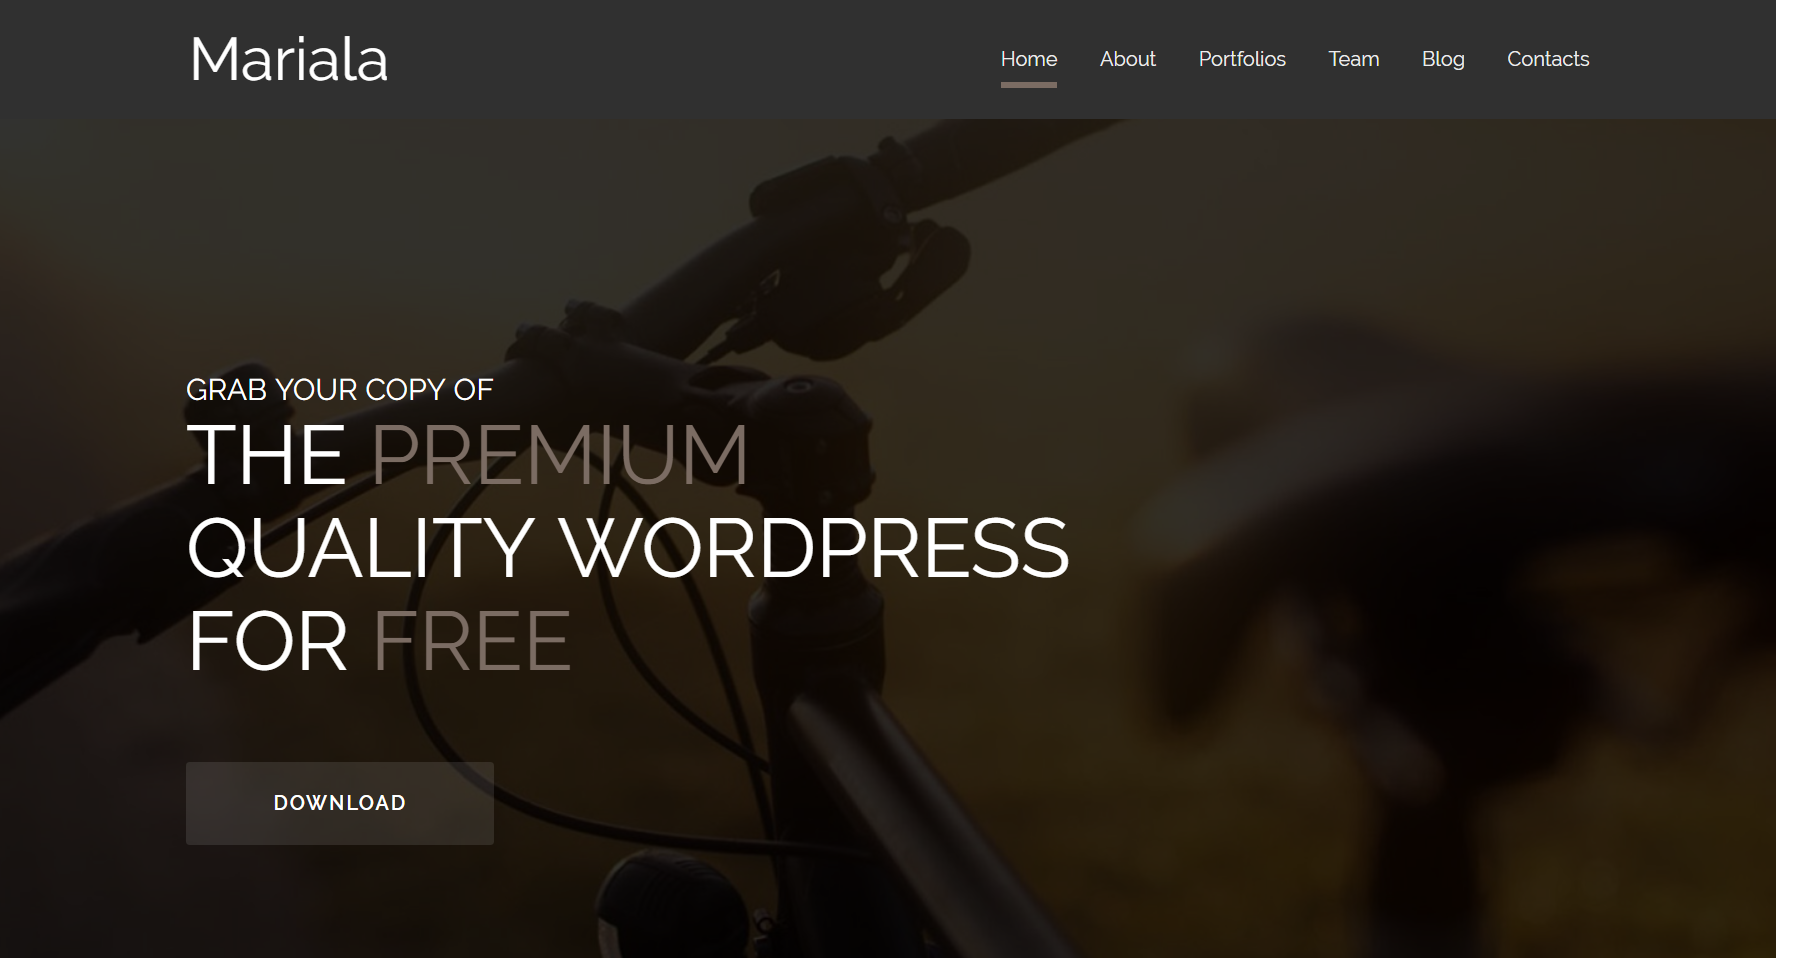 Mariala
Home About Portfolios Team Blog Contacts
GRAB YOUR COPY OF
THE PREMIUM
QUALITY WORDPRESS
FOR FREE
DOWNLOAD